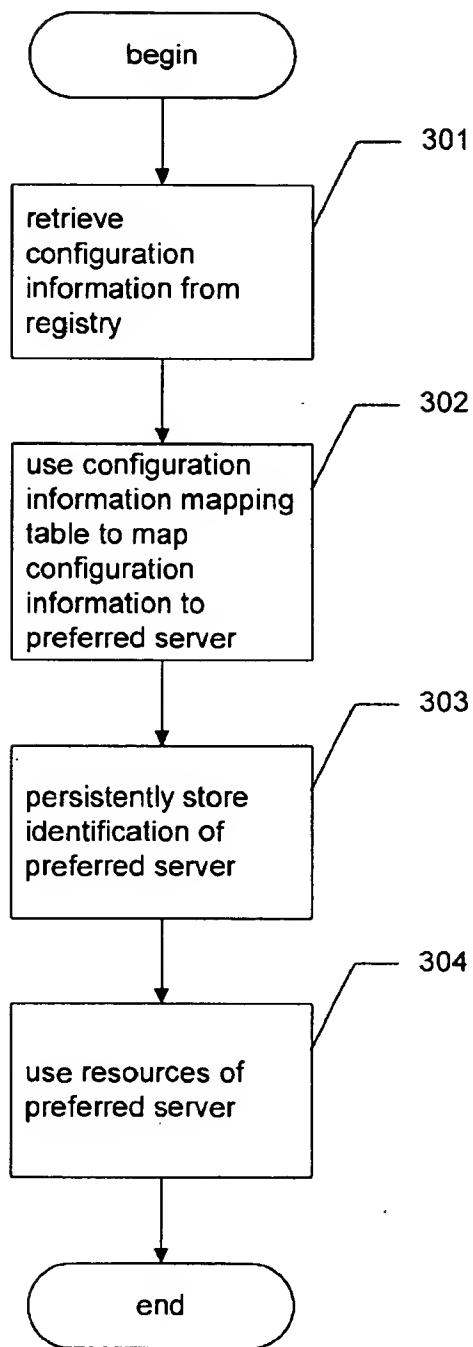 begin
301
retrieve
configuration
information from
registry
302
use configuration
information mapping
table to map
configuration
information to
preferred server
303
persistently store
identification of
preferred server
304
use resources of
preferred server
end